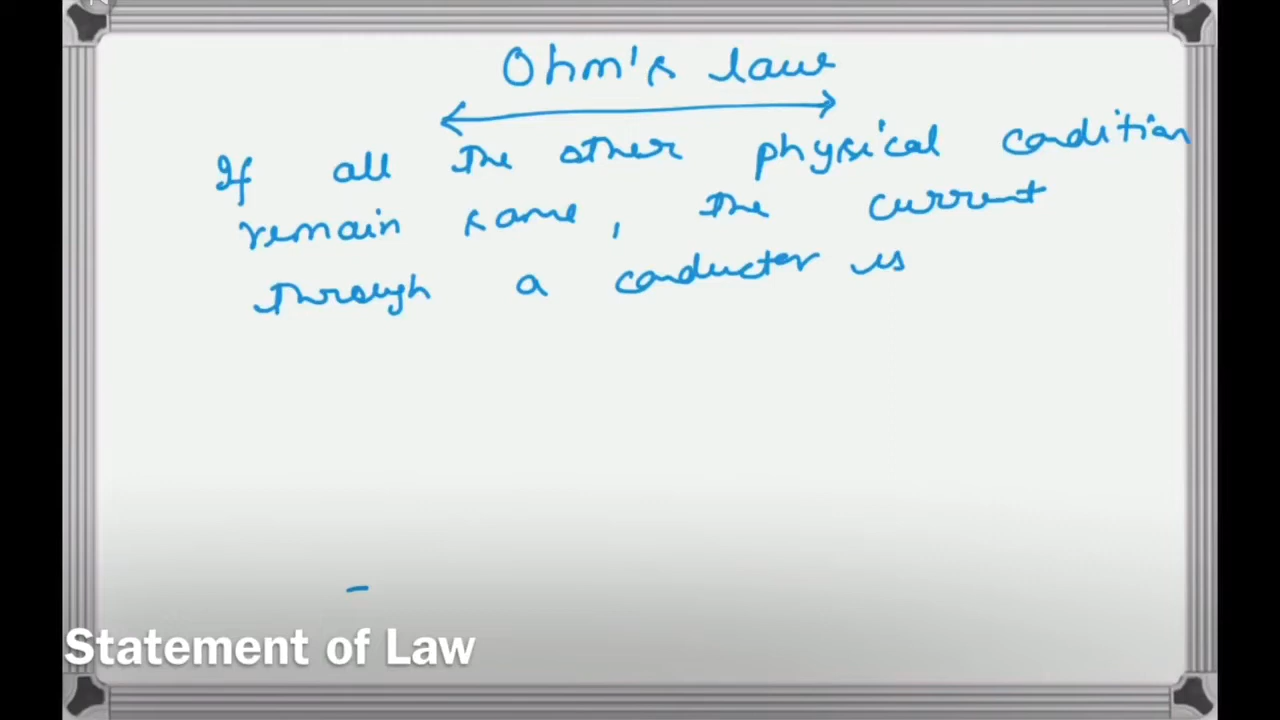 Ohm's law
If all the other physical condition
remain same, the current
through a conductor is
Statement of Law